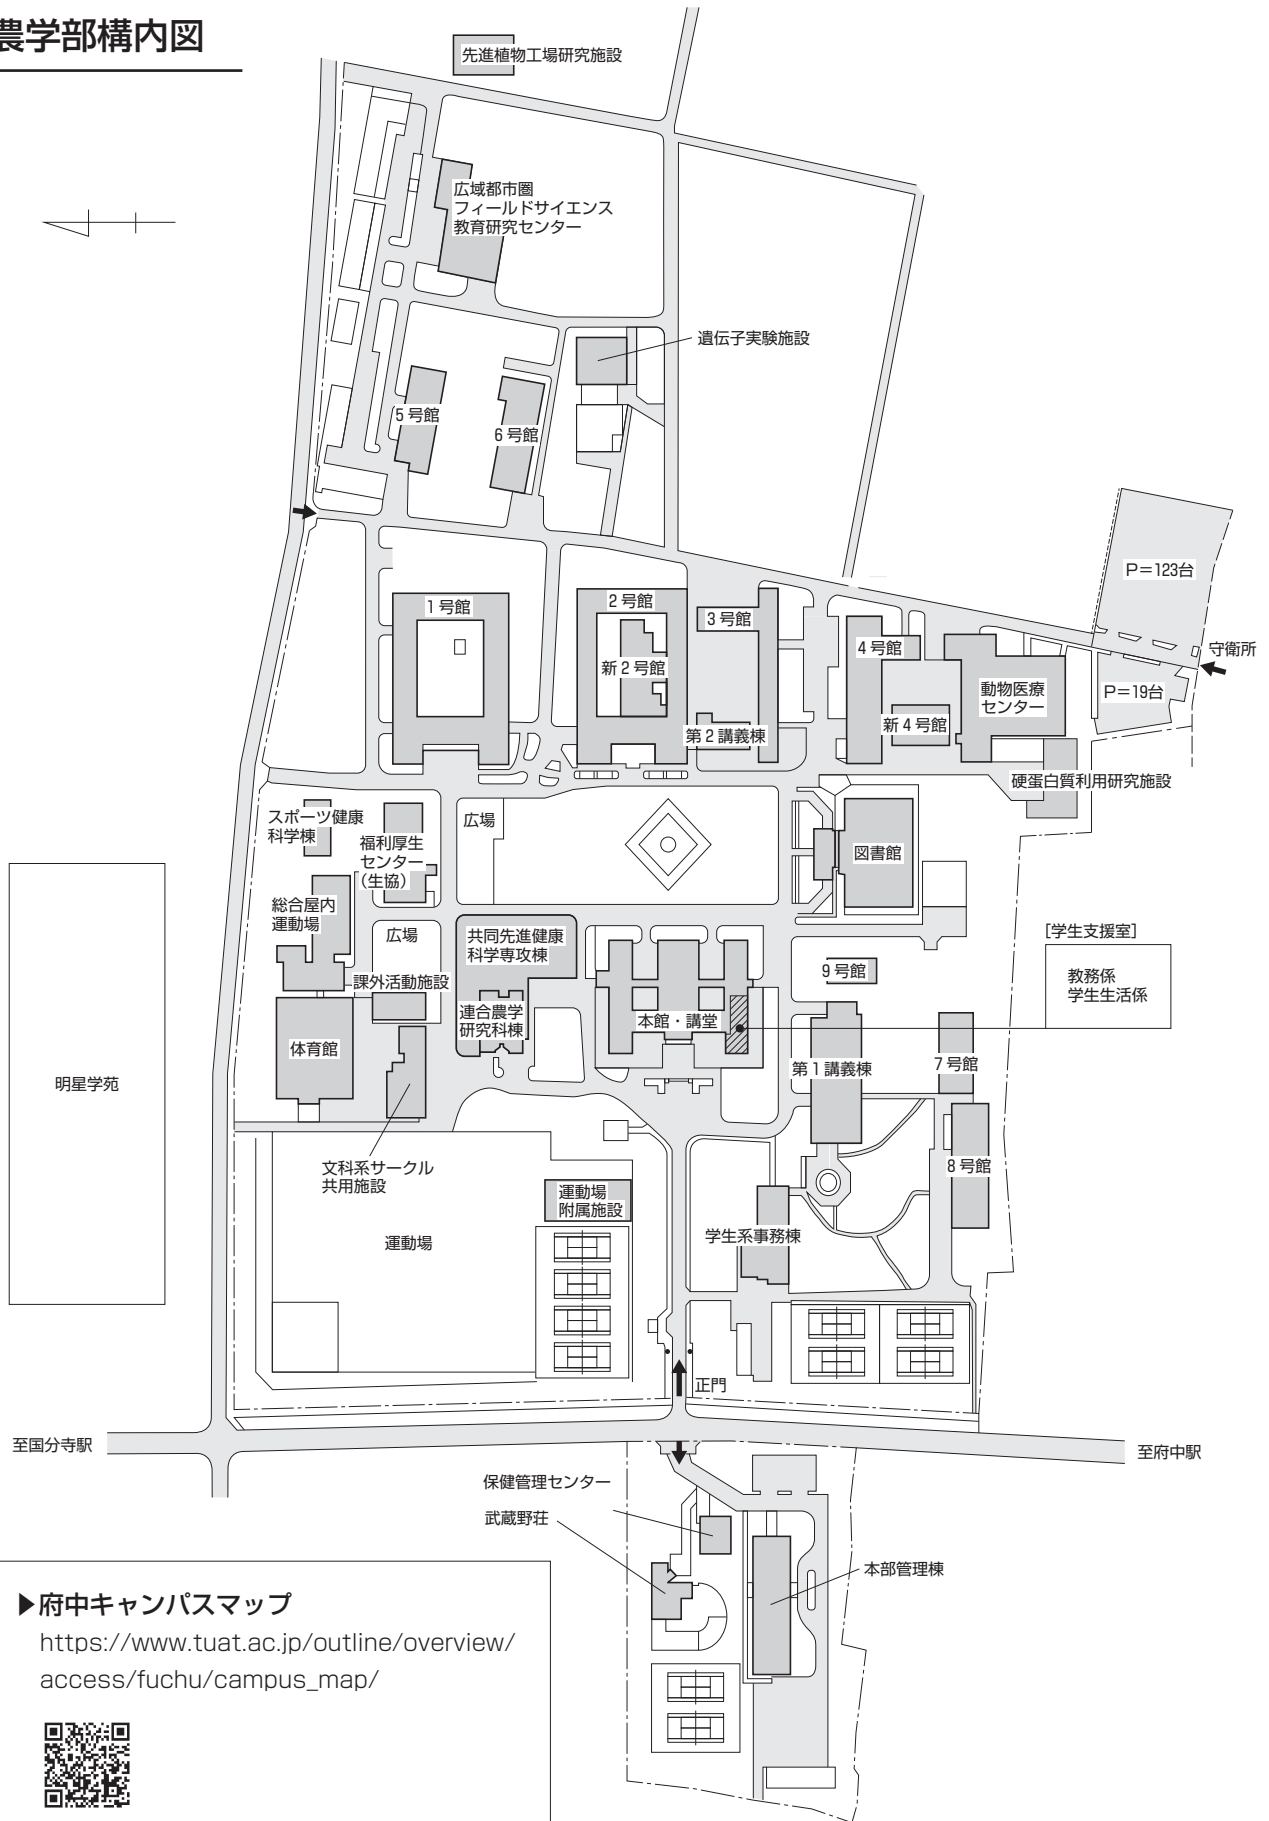 農学部構内図
先進植物工場研究施設
広域都市圏
フィールドサイエンス
教育研究センター
遺伝子実験施設
5号館
6号館
P=123台
1号館
2号館
3号館
4号館
守衛所
新2号館
動物医療
センター
P=19台
新4号館
第2講義棟
硬蛋白質利用研究施設
スポーツ健康
科学棟
福利厚生
センター
(生協)
広場
図書館
総合屋内
運動場
広場
共同先進健康
科学専攻棟
[学生支援室]
教務係
学生生活係
9号館
課外活動施設
連合農学
研究科棟
本館・講堂
体育館
第1講義棟
7号館
明星学苑
文科系サークル
共用施設
8号館
運動場
附属施設
運動場
学生系事務棟
正門
至国分寺駅
至府中駅
保健管理センター
武蔵野荘
本部管理棟
▶府中キャンパスマップ
https://www.tuat.ac.jp/outline/overview/
access/fuchu/campus_map/